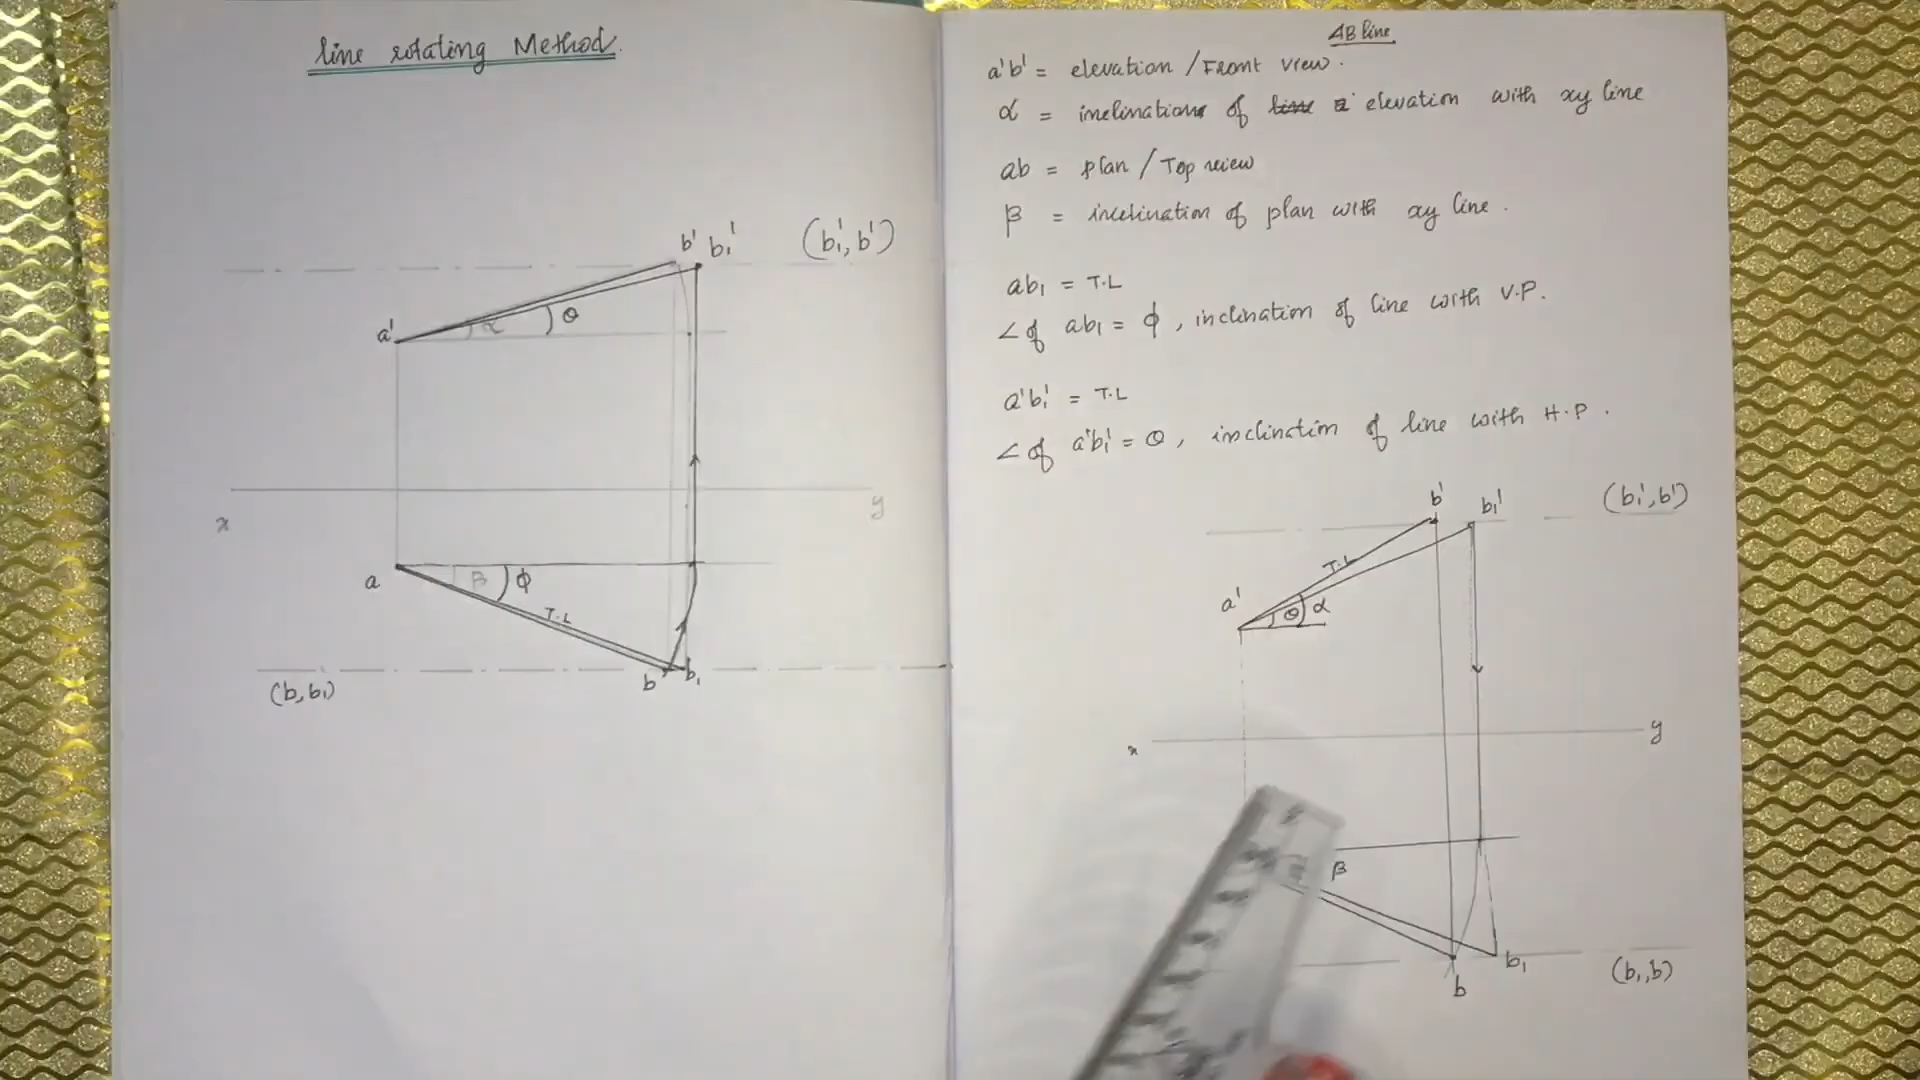 line rotating Method.
b' b₁' (b₁', b')
a' α θ
x y
a β ϕ
T.L
b b₁
(b, b₁)
AB line
a'b' = elevation / Front view.
α = inclinations of line a' elevation with xy line
ab = plan / Top view
β = inclination of plan with xy line.
ab₁ = T.L
∠ of ab₁ = ϕ, inclination of line with V.P.
a'b₁' = T.L
∠ of a'b₁' = θ, inclinction of line with H.P.
b' b₁' (b₁', b')
T.L
a' θ α
x y
β
b₁ (b₁, b)
b